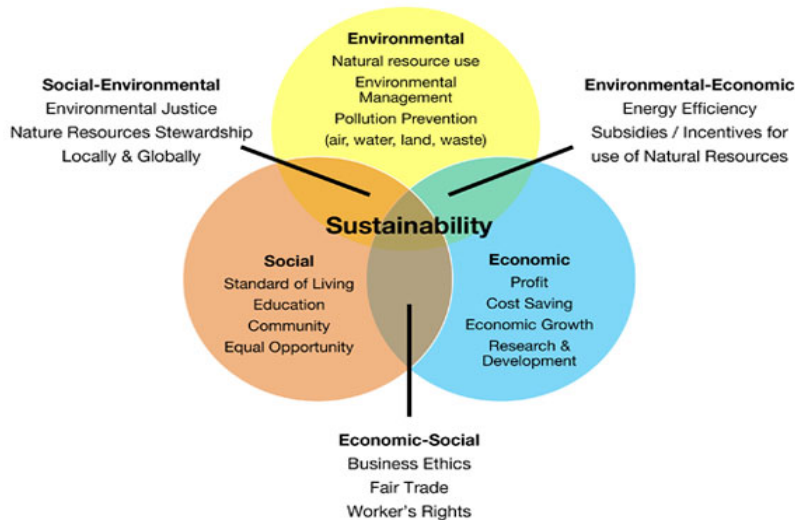 Environmental
Natural resource use
Environmental
Management
Pollution Prevention
(air, water, land, waste)
Social-Environmental
Environmental Justice
Nature Resources Stewardship
Locally & Globally
Environmental-Economic
Energy Efficiency
Subsidies / Incentives for
use of Natural Resources
Sustainability
Social
Standard of Living
Education
Community
Equal Opportunity
Economic
Profit
Cost Saving
Economic Growth
Research &
Development
Economic-Social
Business Ethics
Fair Trade
Worker's Rights